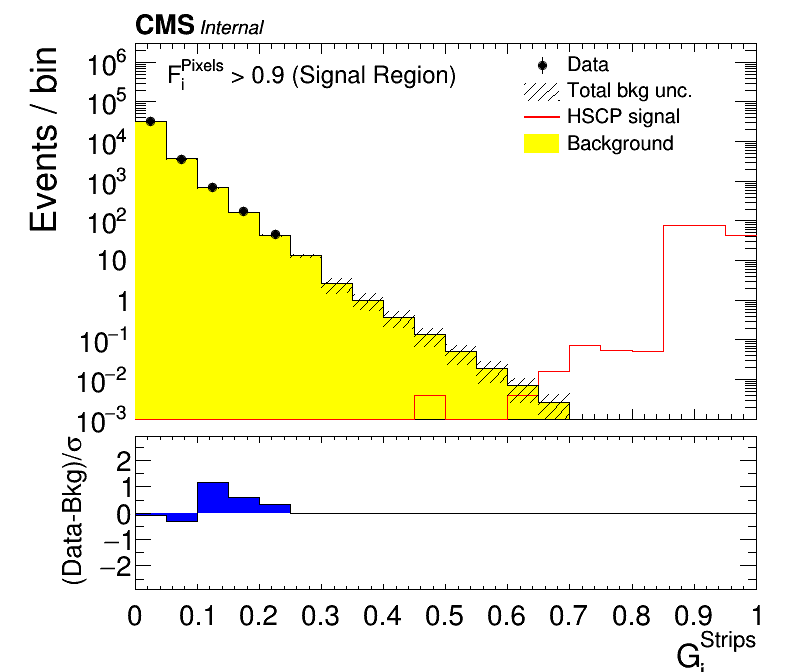 CMS Internal
Events / bin
F_i^Pixels > 0.9 (Signal Region)
Data
Total bkg unc.
HSCP signal
Background
10^6
10^5
10^4
10^3
10^2
10
1
10^−1
10^−2
10^−3
(Data-Bkg)/σ
2
1
0
−1
−2
0 0.1 0.2 0.3 0.4 0.5 0.6 0.7 0.8 0.9 1
G_i^Strips